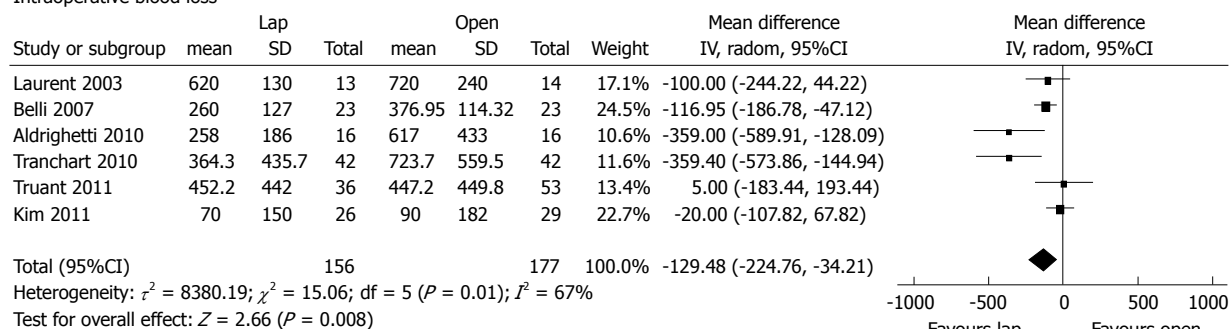 Intraoperative blood loss
Lap Open Mean difference Mean difference
Study or subgroup mean SD Total mean SD Total Weight IV, radom, 95%CI IV, radom, 95%CI
Laurent 2003 620 130 13 720 240 14 17.1% -100.00 (-244.22, 44.22)
Belli 2007 260 127 23 376.95 114.32 23 24.5% -116.95 (-186.78, -47.12)
Aldrighetti 2010 258 186 16 617 433 16 10.6% -359.00 (-589.91, -128.09)
Tranchart 2010 364.3 435.7 42 723.7 559.5 42 11.6% -359.40 (-573.86, -144.94)
Truant 2011 452.2 442 36 447.2 449.8 53 13.4% 5.00 (-183.44, 193.44)
Kim 2011 70 150 26 90 182 29 22.7% -20.00 (-107.82, 67.82)
Total (95%CI) 156 177 100.0% -129.48 (-224.76, -34.21)
Heterogeneity: τ² = 8380.19; χ² = 15.06; df = 5 (P = 0.01); I² = 67%
Test for overall effect: Z = 2.66 (P = 0.008)
-1000 -500 0 500 1000
Favours lap Favours open